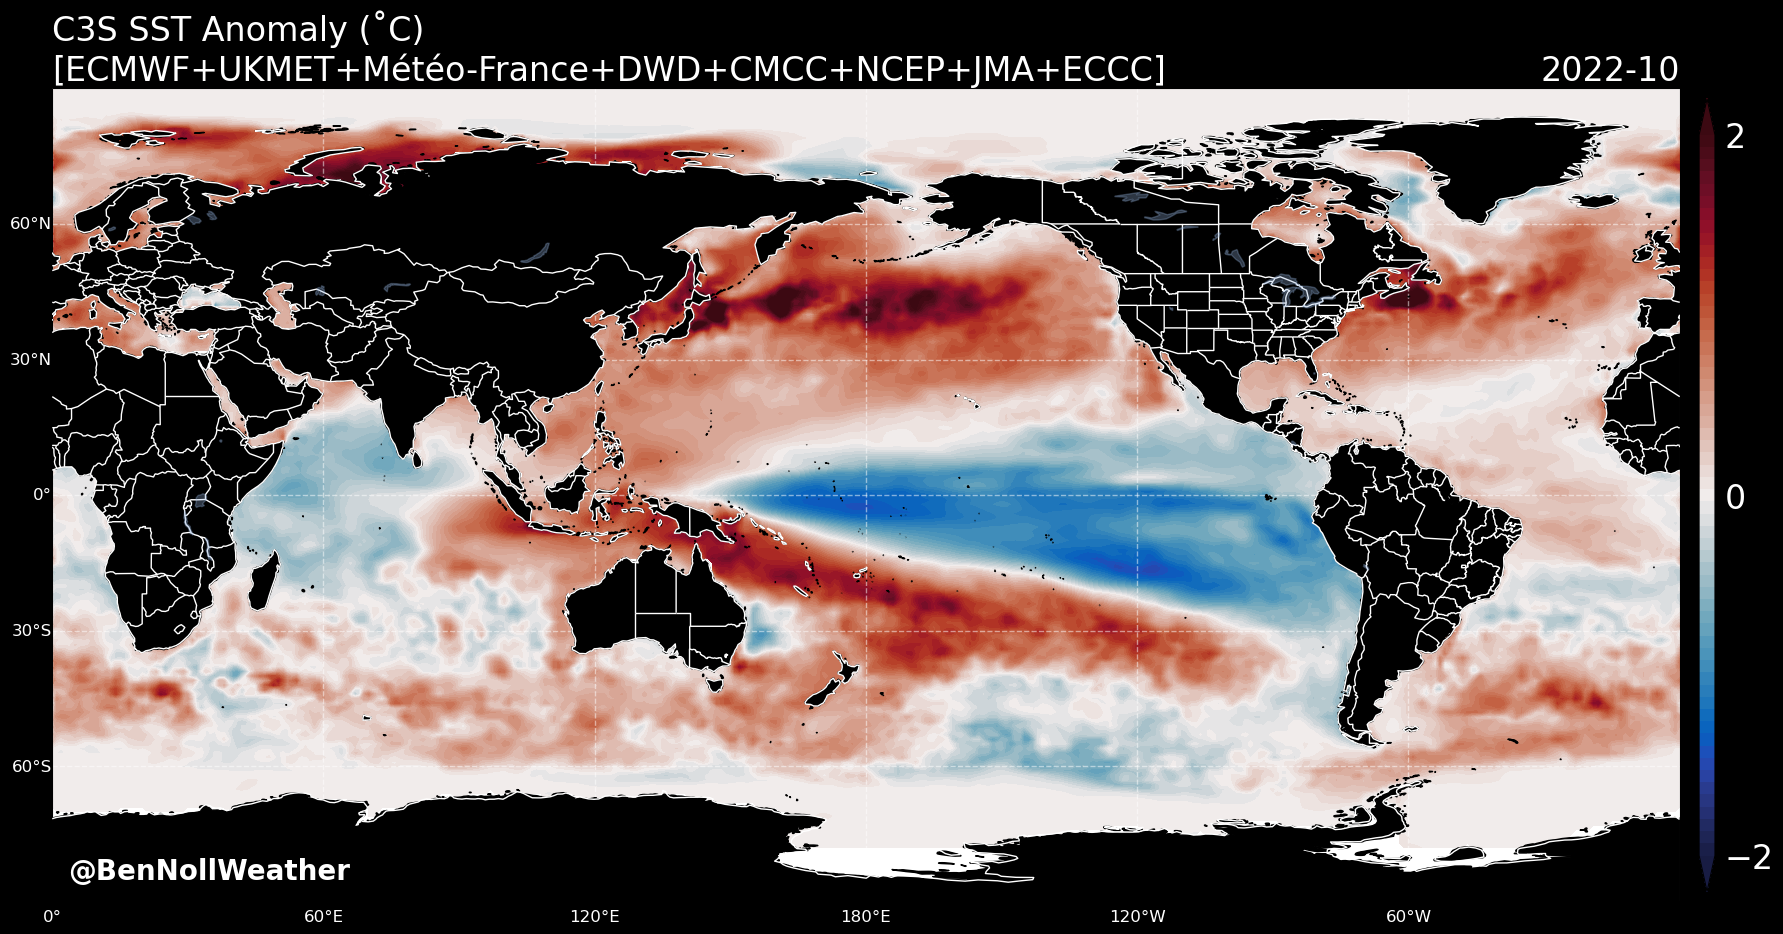 C3S SST Anomaly (˚C)
[ECMWF+UKMET+Météo-France+DWD+CMCC+NCEP+JMA+ECCC]
2022-10
2
60°N
30°N
0°
0
30°S
60°S
−2
@BenNollWeather
0°
60°E
120°E
180°E
120°W
60°W